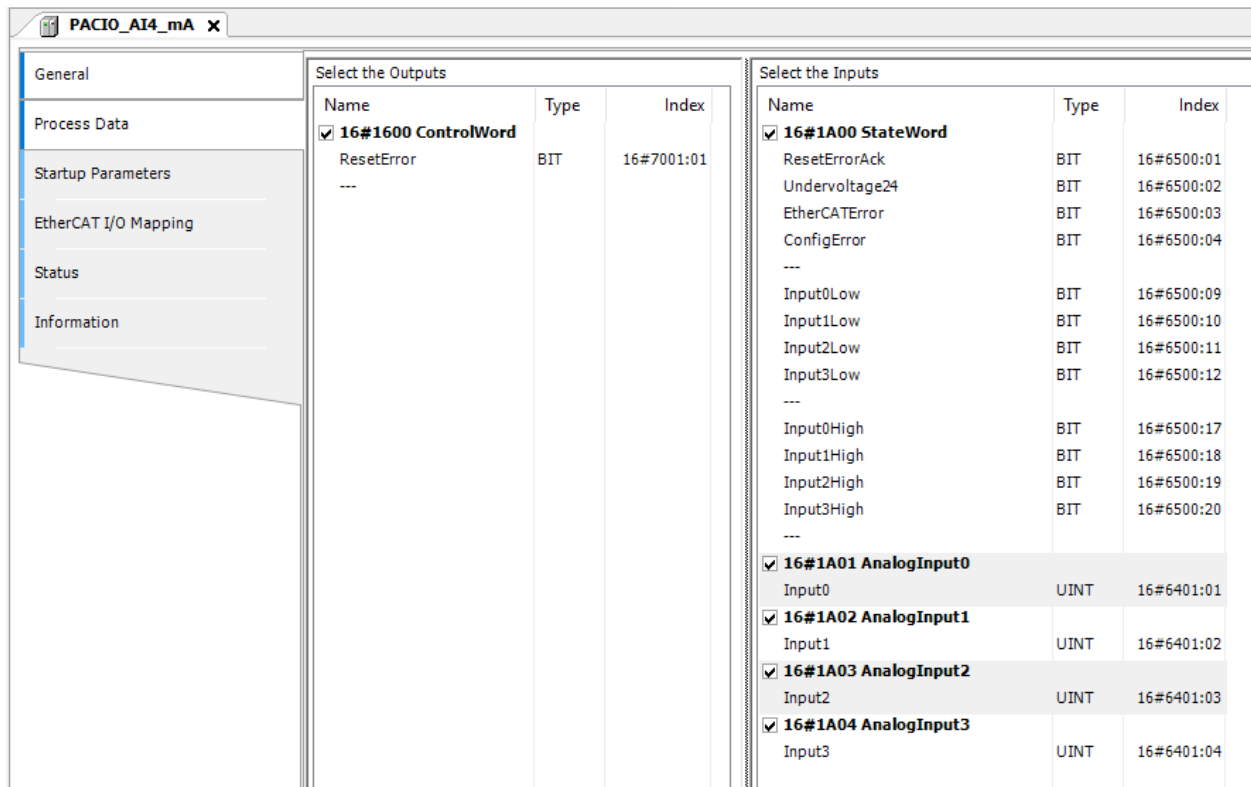 PACIO_AI4_mA
General
Process Data
Startup Parameters
EtherCAT I/O Mapping
Status
Information
Select the Outputs
Name Type Index
16#1600 ControlWord
ResetError BIT 16#7001:01
---
Select the Inputs
Name Type Index
16#1A00 StateWord
ResetErrorAck BIT 16#6500:01
Undervoltage24 BIT 16#6500:02
EtherCATError BIT 16#6500:03
ConfigError BIT 16#6500:04
---
Input0Low BIT 16#6500:09
Input1Low BIT 16#6500:10
Input2Low BIT 16#6500:11
Input3Low BIT 16#6500:12
---
Input0High BIT 16#6500:17
Input1High BIT 16#6500:18
Input2High BIT 16#6500:19
Input3High BIT 16#6500:20
---
16#1A01 AnalogInput0
Input0 UINT 16#6401:01
16#1A02 AnalogInput1
Input1 UINT 16#6401:02
16#1A03 AnalogInput2
Input2 UINT 16#6401:03
16#1A04 AnalogInput3
Input3 UINT 16#6401:04